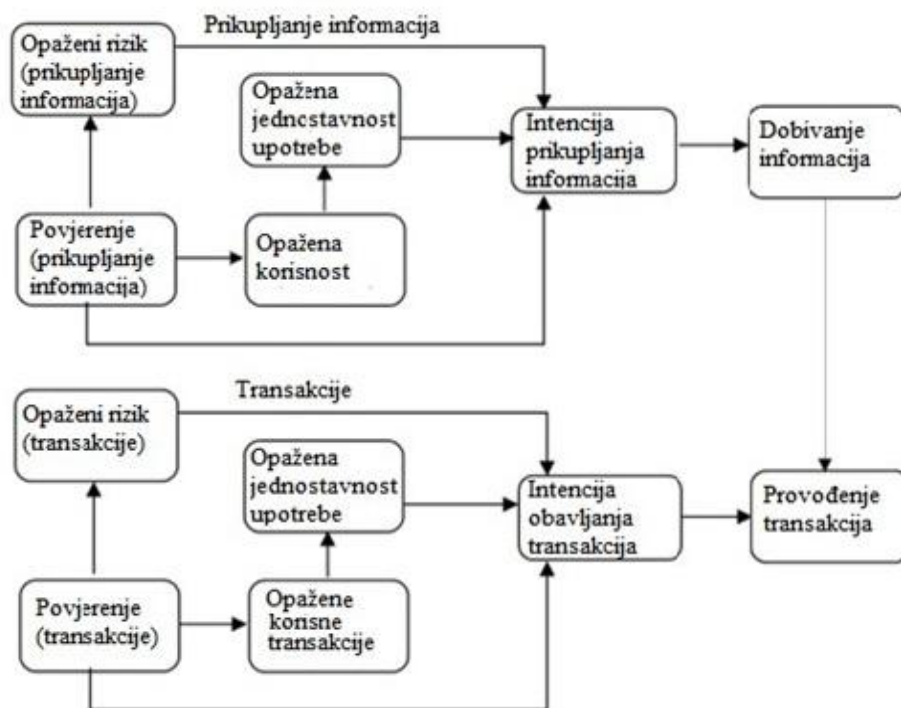 Prikupljanje informacija
Opaženi rizik
(prikupljanje
informacija)
Opažena
jednostavnost
upotrebe
Intencija
prikupljanja
informacija
Dobivanje
informacija
Povjerenje
(prikupljanje
informacija)
Opažena
korisnost
Transakcije
Opaženi rizik
(transakcije)
Opažena
jednostavnost
upotrebe
Intencija
obavljanja
transakcija
Provođenje
transakcija
Povjerenje
(transakcije)
Opažene
korisne
transakcije